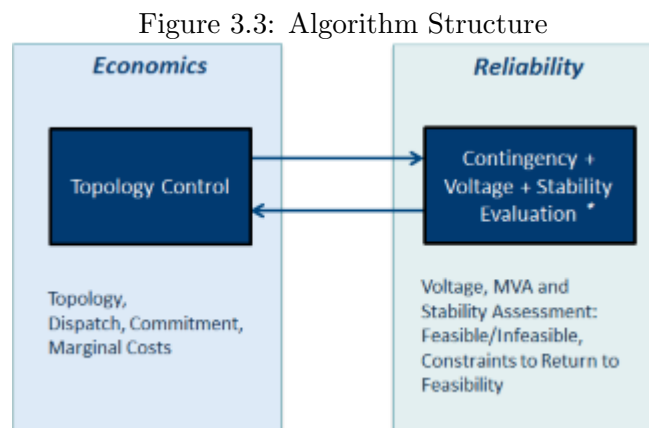 Figure 3.3: Algorithm Structure
Economics
Topology Control
Topology,
Dispatch, Commitment,
Marginal Costs
Reliability
Contingency +
Voltage + Stability
Evaluation *
Voltage, MVA and
Stability Assessment:
Feasible/Infeasible,
Constraints to Return to
Feasibility